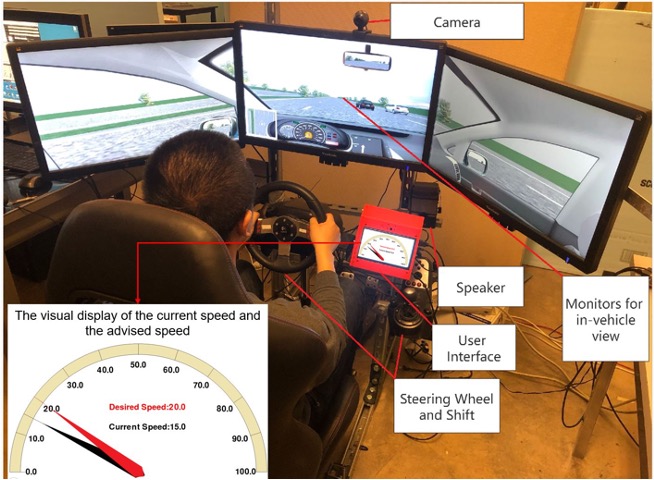 Camera
Speaker
Monitors for
in-vehicle
view
User
Interface
Steering Wheel
and Shift
The visual display of the current speed and
the advised speed
0.0
10.0
20.0
30.0
40.0
50.0
60.0
70.0
80.0
90.0
100.0
Desired Speed:20.0
Current Speed:15.0